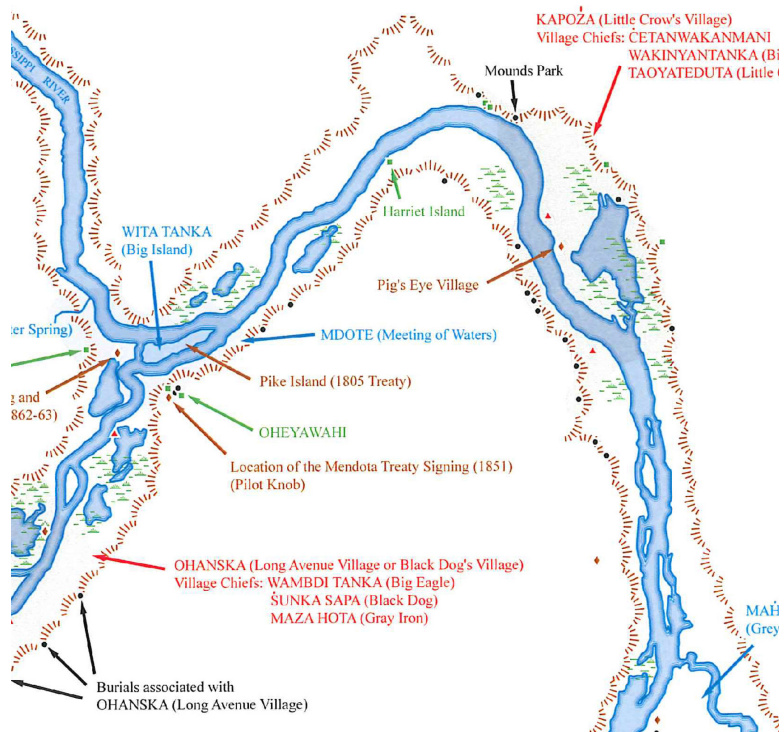 KAPOŻA (Little Crow's Village)
Village Chiefs: ĊETANWAKANMANI
WAKINYANTANKA (Bi
TAOYATEDUTA (Little
SSIPPI RIVER
Mounds Park
Harriet Island
WITA TANKA
(Big Island)
Pig's Eye Village
ter Spring)
MDOTE (Meeting of Waters)
g and
862-63)
Pike Island (1805 Treaty)
OHEYAWAHI
Location of the Mendota Treaty Signing (1851)
(Pilot Knob)
OHANSKA (Long Avenue Village or Black Dog's Village)
Village Chiefs: WAMBDI TANKA (Big Eagle)
ṠUNKA SAPA (Black Dog)
MAZA HOTA (Gray Iron)
MAḢ
(Grey
Burials associated with
OHANSKA (Long Avenue Village)